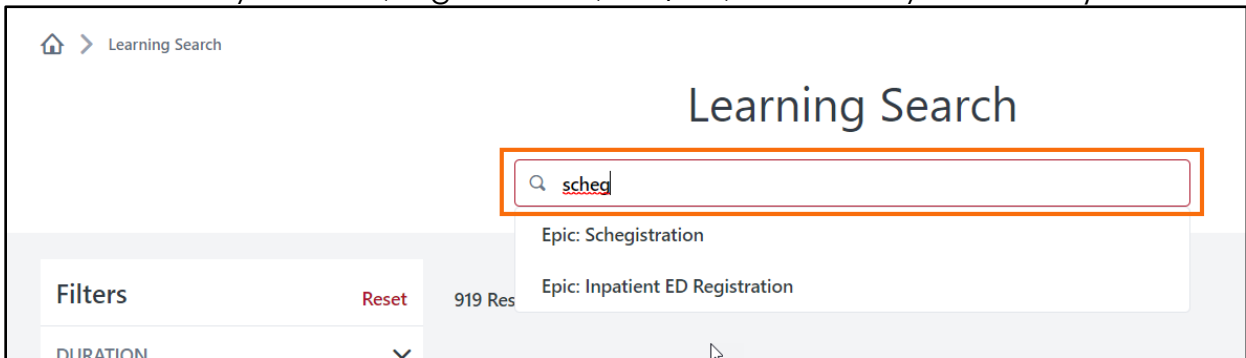 Learning Search
Learning Search
scheg
Epic: Schegistration
Epic: Inpatient ED Registration
Filters
Reset
919 Res
DURATION